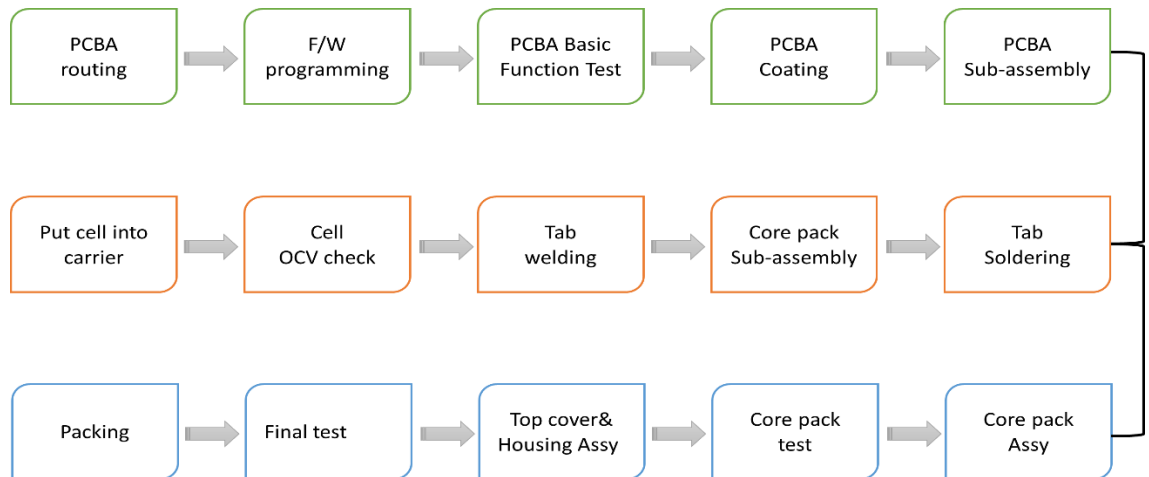 PCBA
routing
F/W
programming
PCBA Basic
Function Test
PCBA
Coating
PCBA
Sub-assembly
Put cell into
carrier
Cell
OCV check
Tab
welding
Core pack
Sub-assembly
Tab
Soldering
Packing
Final test
Top cover&
Housing Assy
Core pack
test
Core pack
Assy